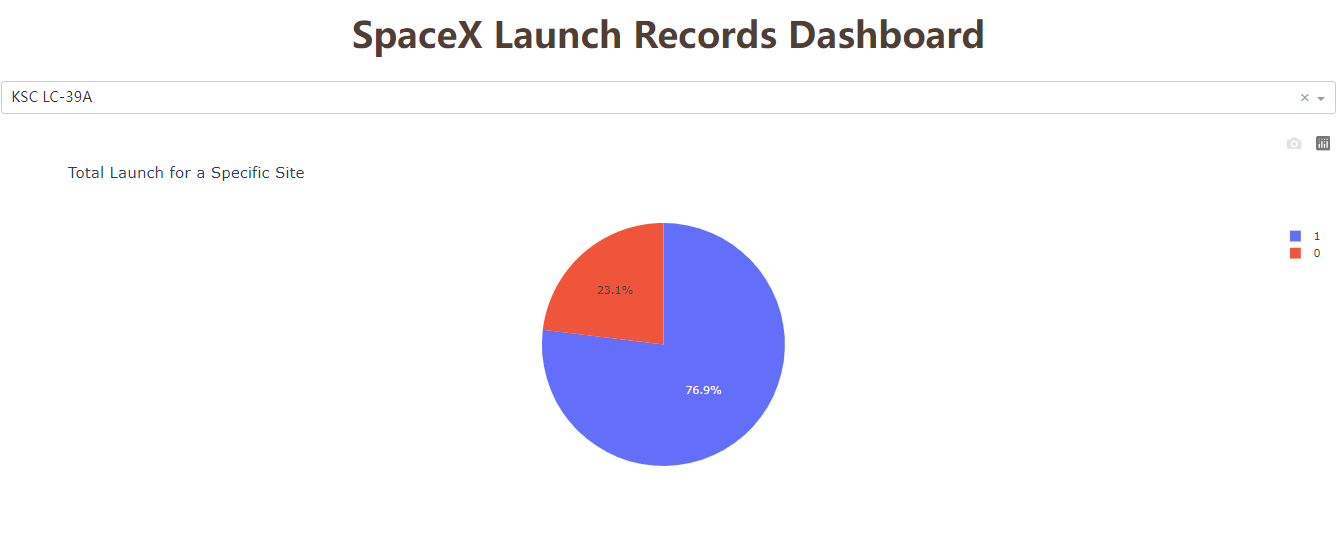 SpaceX Launch Records Dashboard
KSC LC-39A
Total Launch for a Specific Site
1
0
23.1%
76.9%